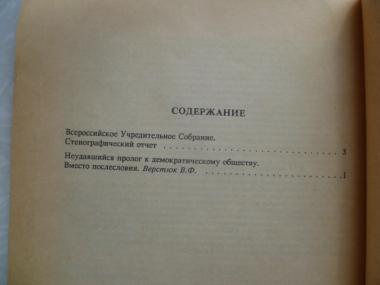 СОДЕРЖАНИЕ
Всероссийское Учредительное Собрание.
Стенографический отчет . . . . . . . . . . . . . . . . 3
Неудавшийся пролог к демократическому обществу.
Вместо послесловия. Верстюк В.Ф. . . . . . . . . . . . . I